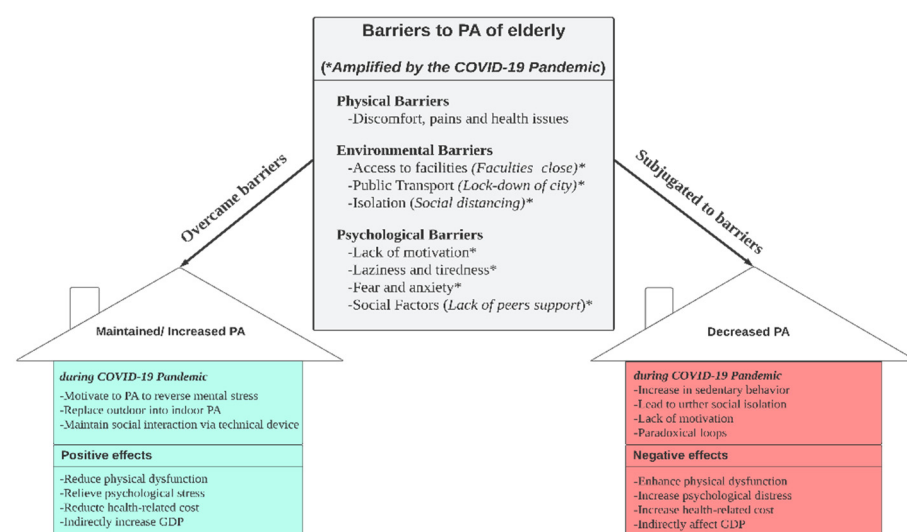 Barriers to PA of elderly
(*Amplified by the COVID-19 Pandemic)
Physical Barriers
-Discomfort, pains and health issues
Environmental Barriers
-Access to facilities (Faculties close)*
-Public Transport (Lock-down of city)*
-Isolation (Social distancing)*
Psychological Barriers
-Lack of motivation*
-Laziness and tiredness*
-Fear and anxiety*
-Social Factors (Lack of peers support)*
Overcame barriers
Subjugated to barriers
Maintained/ Increased PA
during COVID-19 Pandemic
-Motivate to PA to reverse mental stress
-Replace outdoor into indoor PA
-Maintain social interaction via technical device
Positive effects
-Reduce physical dysfunction
-Relieve psychological stress
-Reducte health-related cost
-Indirectly increase GDP
Decreased PA
during COVID-19 Pandemic
-Increase in sedentary behavior
-Lead to urther social isolation
-Lack of motivation
-Paradoxical loops
Negative effects
-Enhance physical dysfunction
-Increase psychological distress
-Increase health-related cost
-Indirectly affect GDP